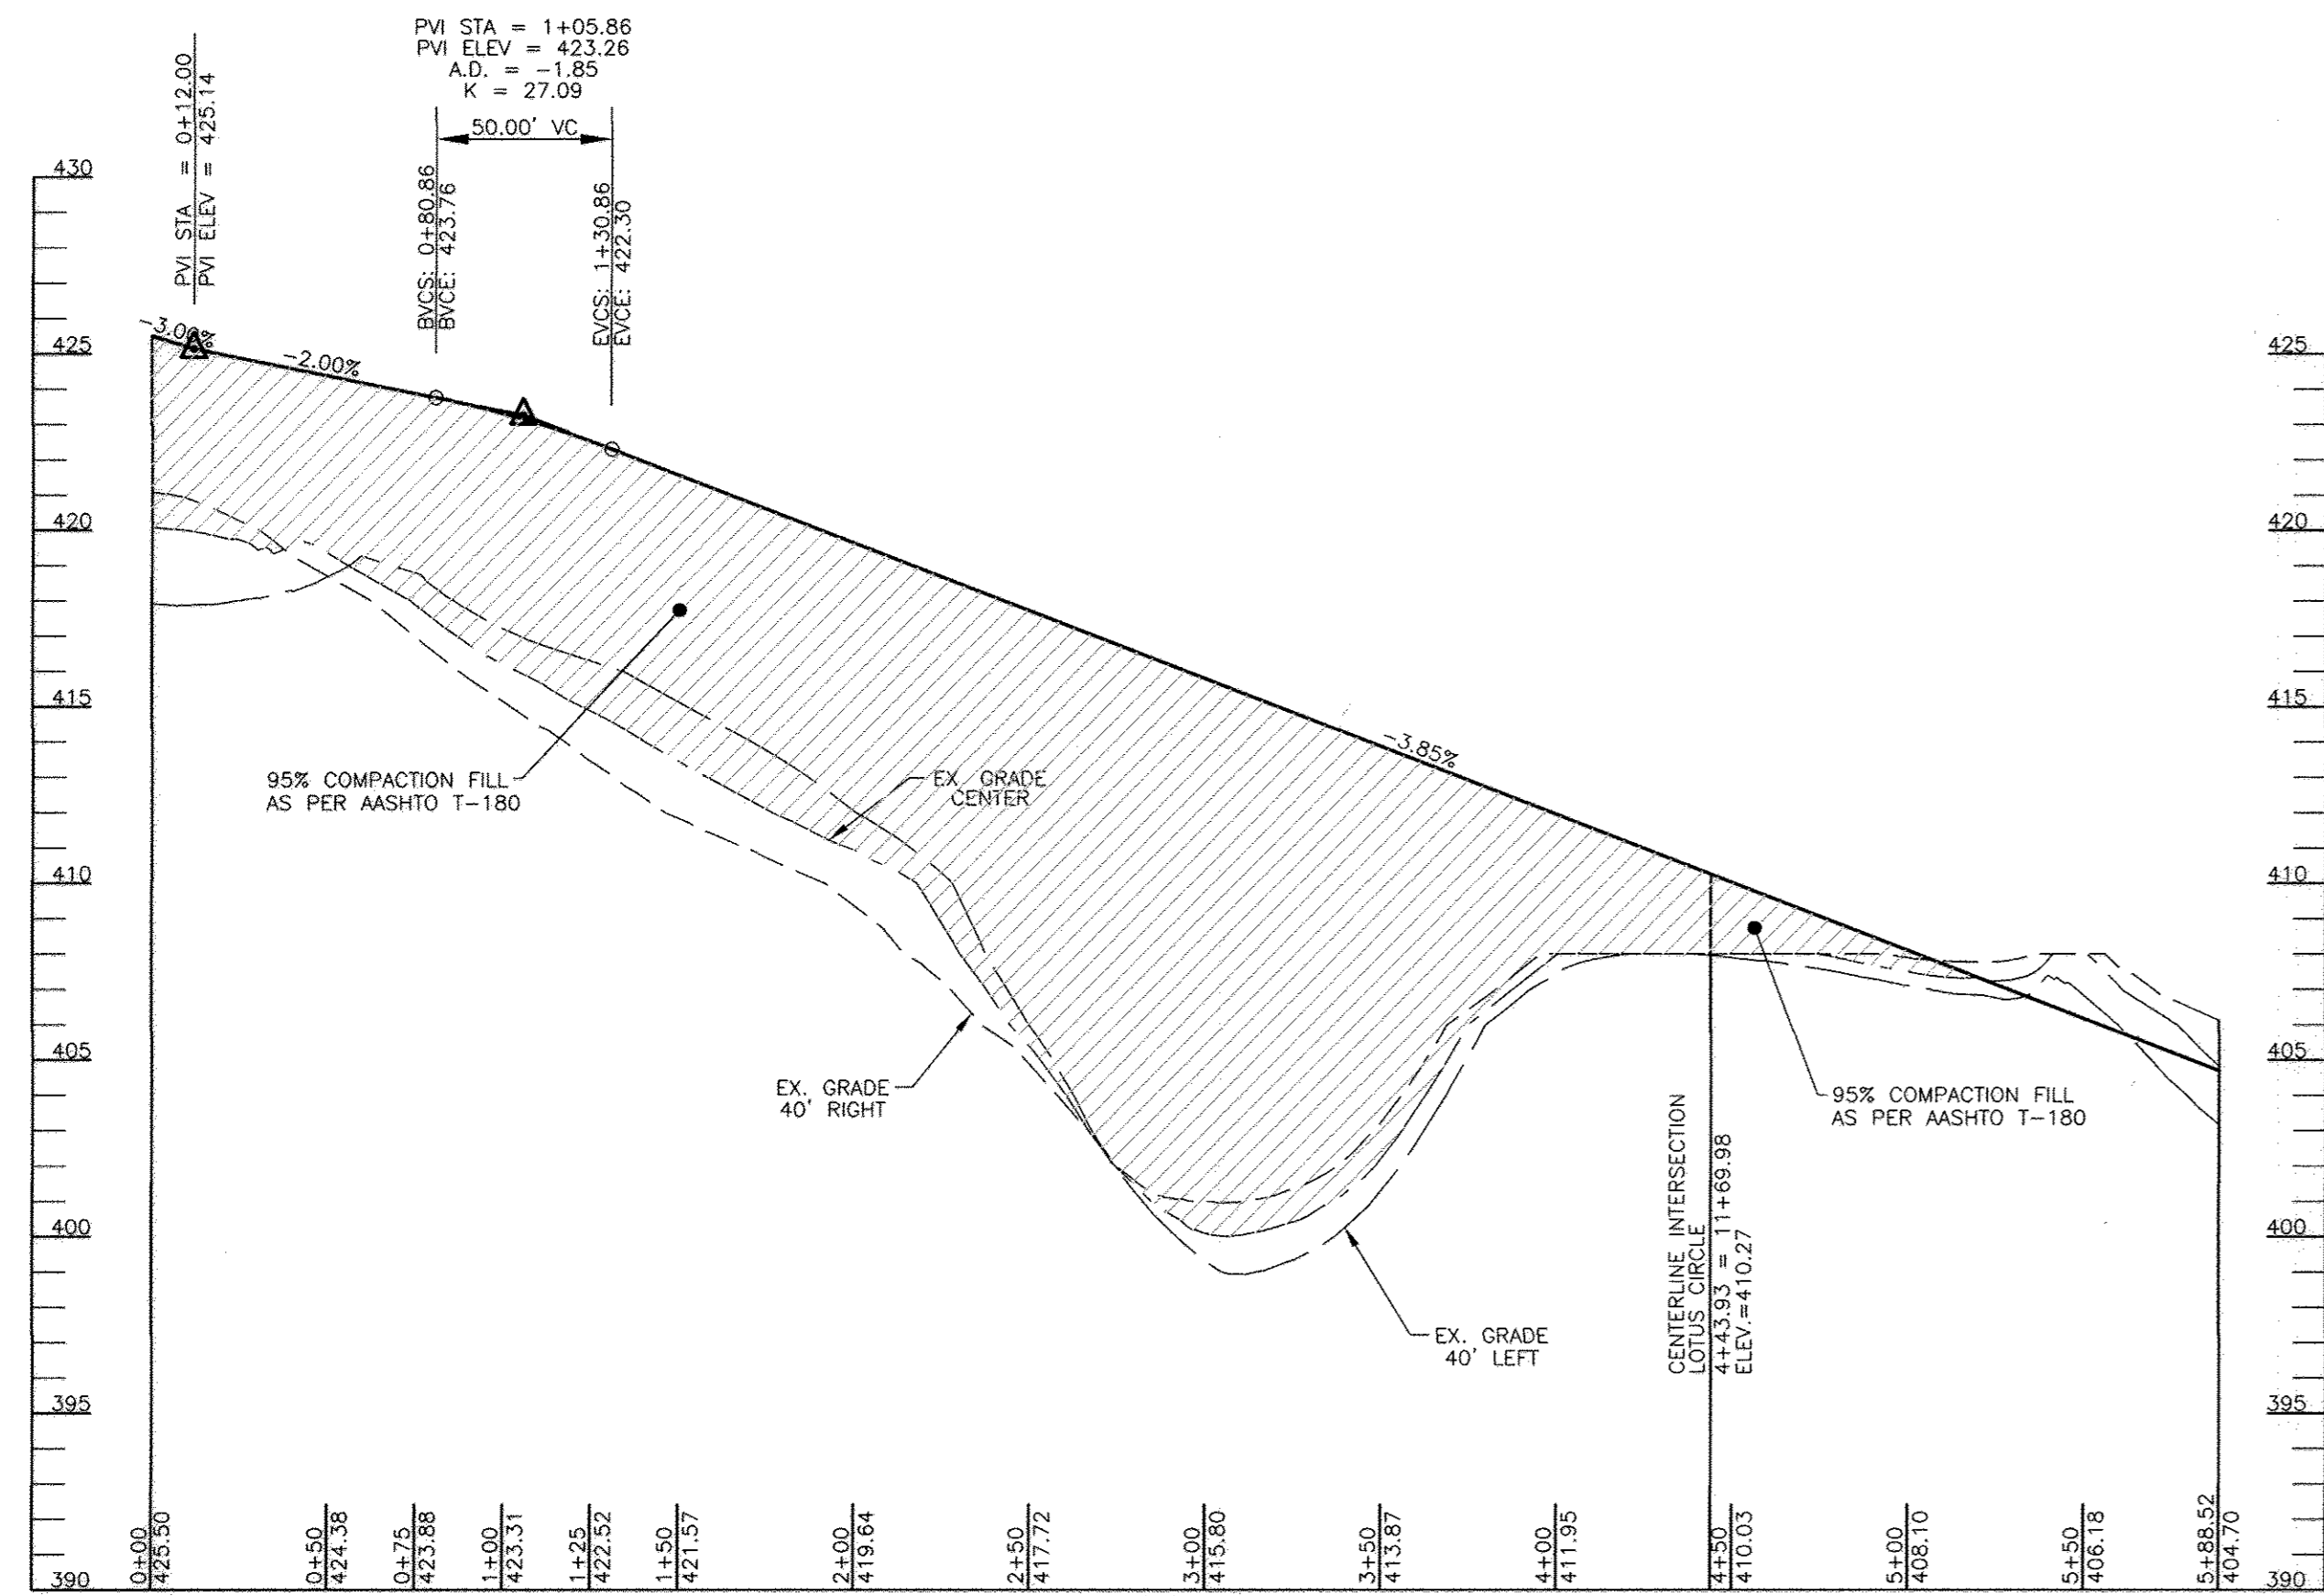 PVI STA = 1+05.86
PVI ELEV = 423.26
A.D. = -1.85
K = 27.09
50.00' VC
PVI STA = 0+12.00
PVI ELEV = 425.14
BVCS: 0+80.86
BVCE: 423.76
EVCS: 1+30.86
EVCE: 422.30
430
425
420
415
410
405
400
395
390
425
420
415
410
405
400
395
390
-3.00%
-2.00%
-3.85%
95% COMPACTION FILL
AS PER AASHTO T-180
EX. GRADE
CENTER
EX. GRADE
40' RIGHT
EX. GRADE
40' LEFT
95% COMPACTION FILL
AS PER AASHTO T-180
CENTERLINE INTERSECTION
LOTUS CIRCLE
4+43.93 = 11+69.98
ELEV.=410.27
0+00
425.50
0+50
424.38
0+75
423.88
1+00
423.31
1+25
422.52
1+50
421.57
2+00
419.64
2+50
417.72
3+00
415.80
3+50
413.87
4+00
411.95
4+50
410.03
5+00
408.10
5+50
406.18
5+88.52
404.70